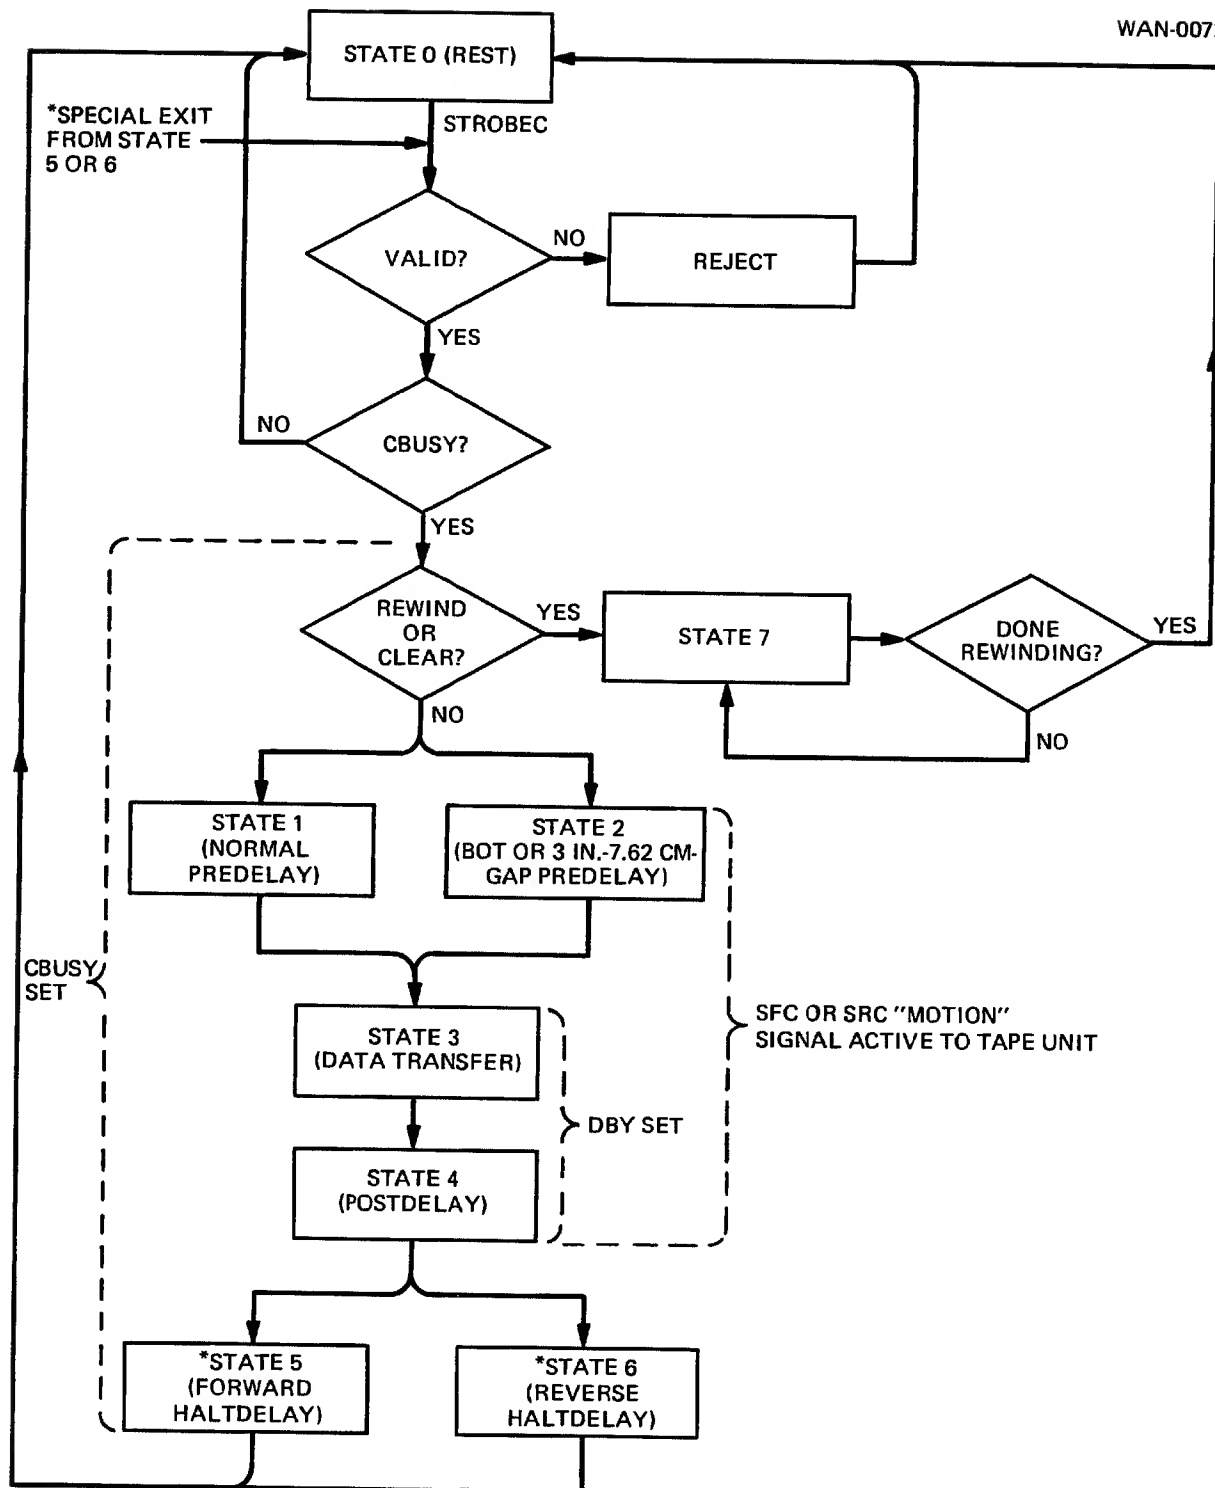 WAN-007
STATE 0 (REST)
*SPECIAL EXIT
FROM STATE
5 OR 6
STROBEC
VALID?
NO
REJECT
YES
CBUSY?
NO
YES
REWIND
OR
CLEAR?
YES
STATE 7
DONE
REWINDING?
YES
NO
NO
STATE 1
(NORMAL
PREDELAY)
STATE 2
(BOT OR 3 IN.-7.62 CM-
GAP PREDELAY)
CBUSY
SET
STATE 3
(DATA TRANSFER)
SFC OR SRC "MOTION"
SIGNAL ACTIVE TO TAPE UNIT
DBY SET
STATE 4
(POSTDELAY)
*STATE 5
(FORWARD
HALTDELAY)
*STATE 6
(REVERSE
HALTDELAY)